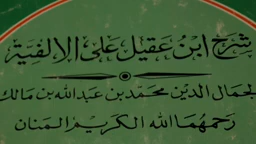 شرح ابن عقيل على الألفية
لجمال الدين محمد بن عبد الله بن مالك
رحمهما الله الكريم المنان